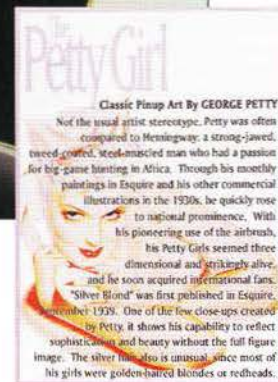 The
Petty Girl
Classic Pinup Art By GEORGE PETTY
Not the usual artist stereotype, Petty was often
compared to Hemingway: a strong-jawed,
tweed-coated, steel-muscled man who had a passion
for big-game hunting in Africa. Through his monthly
paintings in Esquire and his other commercial
illustrations in the 1930s, he quickly rose
to national prominence. With
his pioneering use of the airbrush,
his Petty Girls seemed three
dimensional and strikingly alive,
and he soon acquired international fans.
"Silver Blond" was first published in Esquire,
September 1939. One of the few close-ups created
by Petty, it shows his capability to reflect
sophistication and beauty without the full figure
image. The silver hair also is unusual, since most of
his girls were golden-haired blondes or redheads.